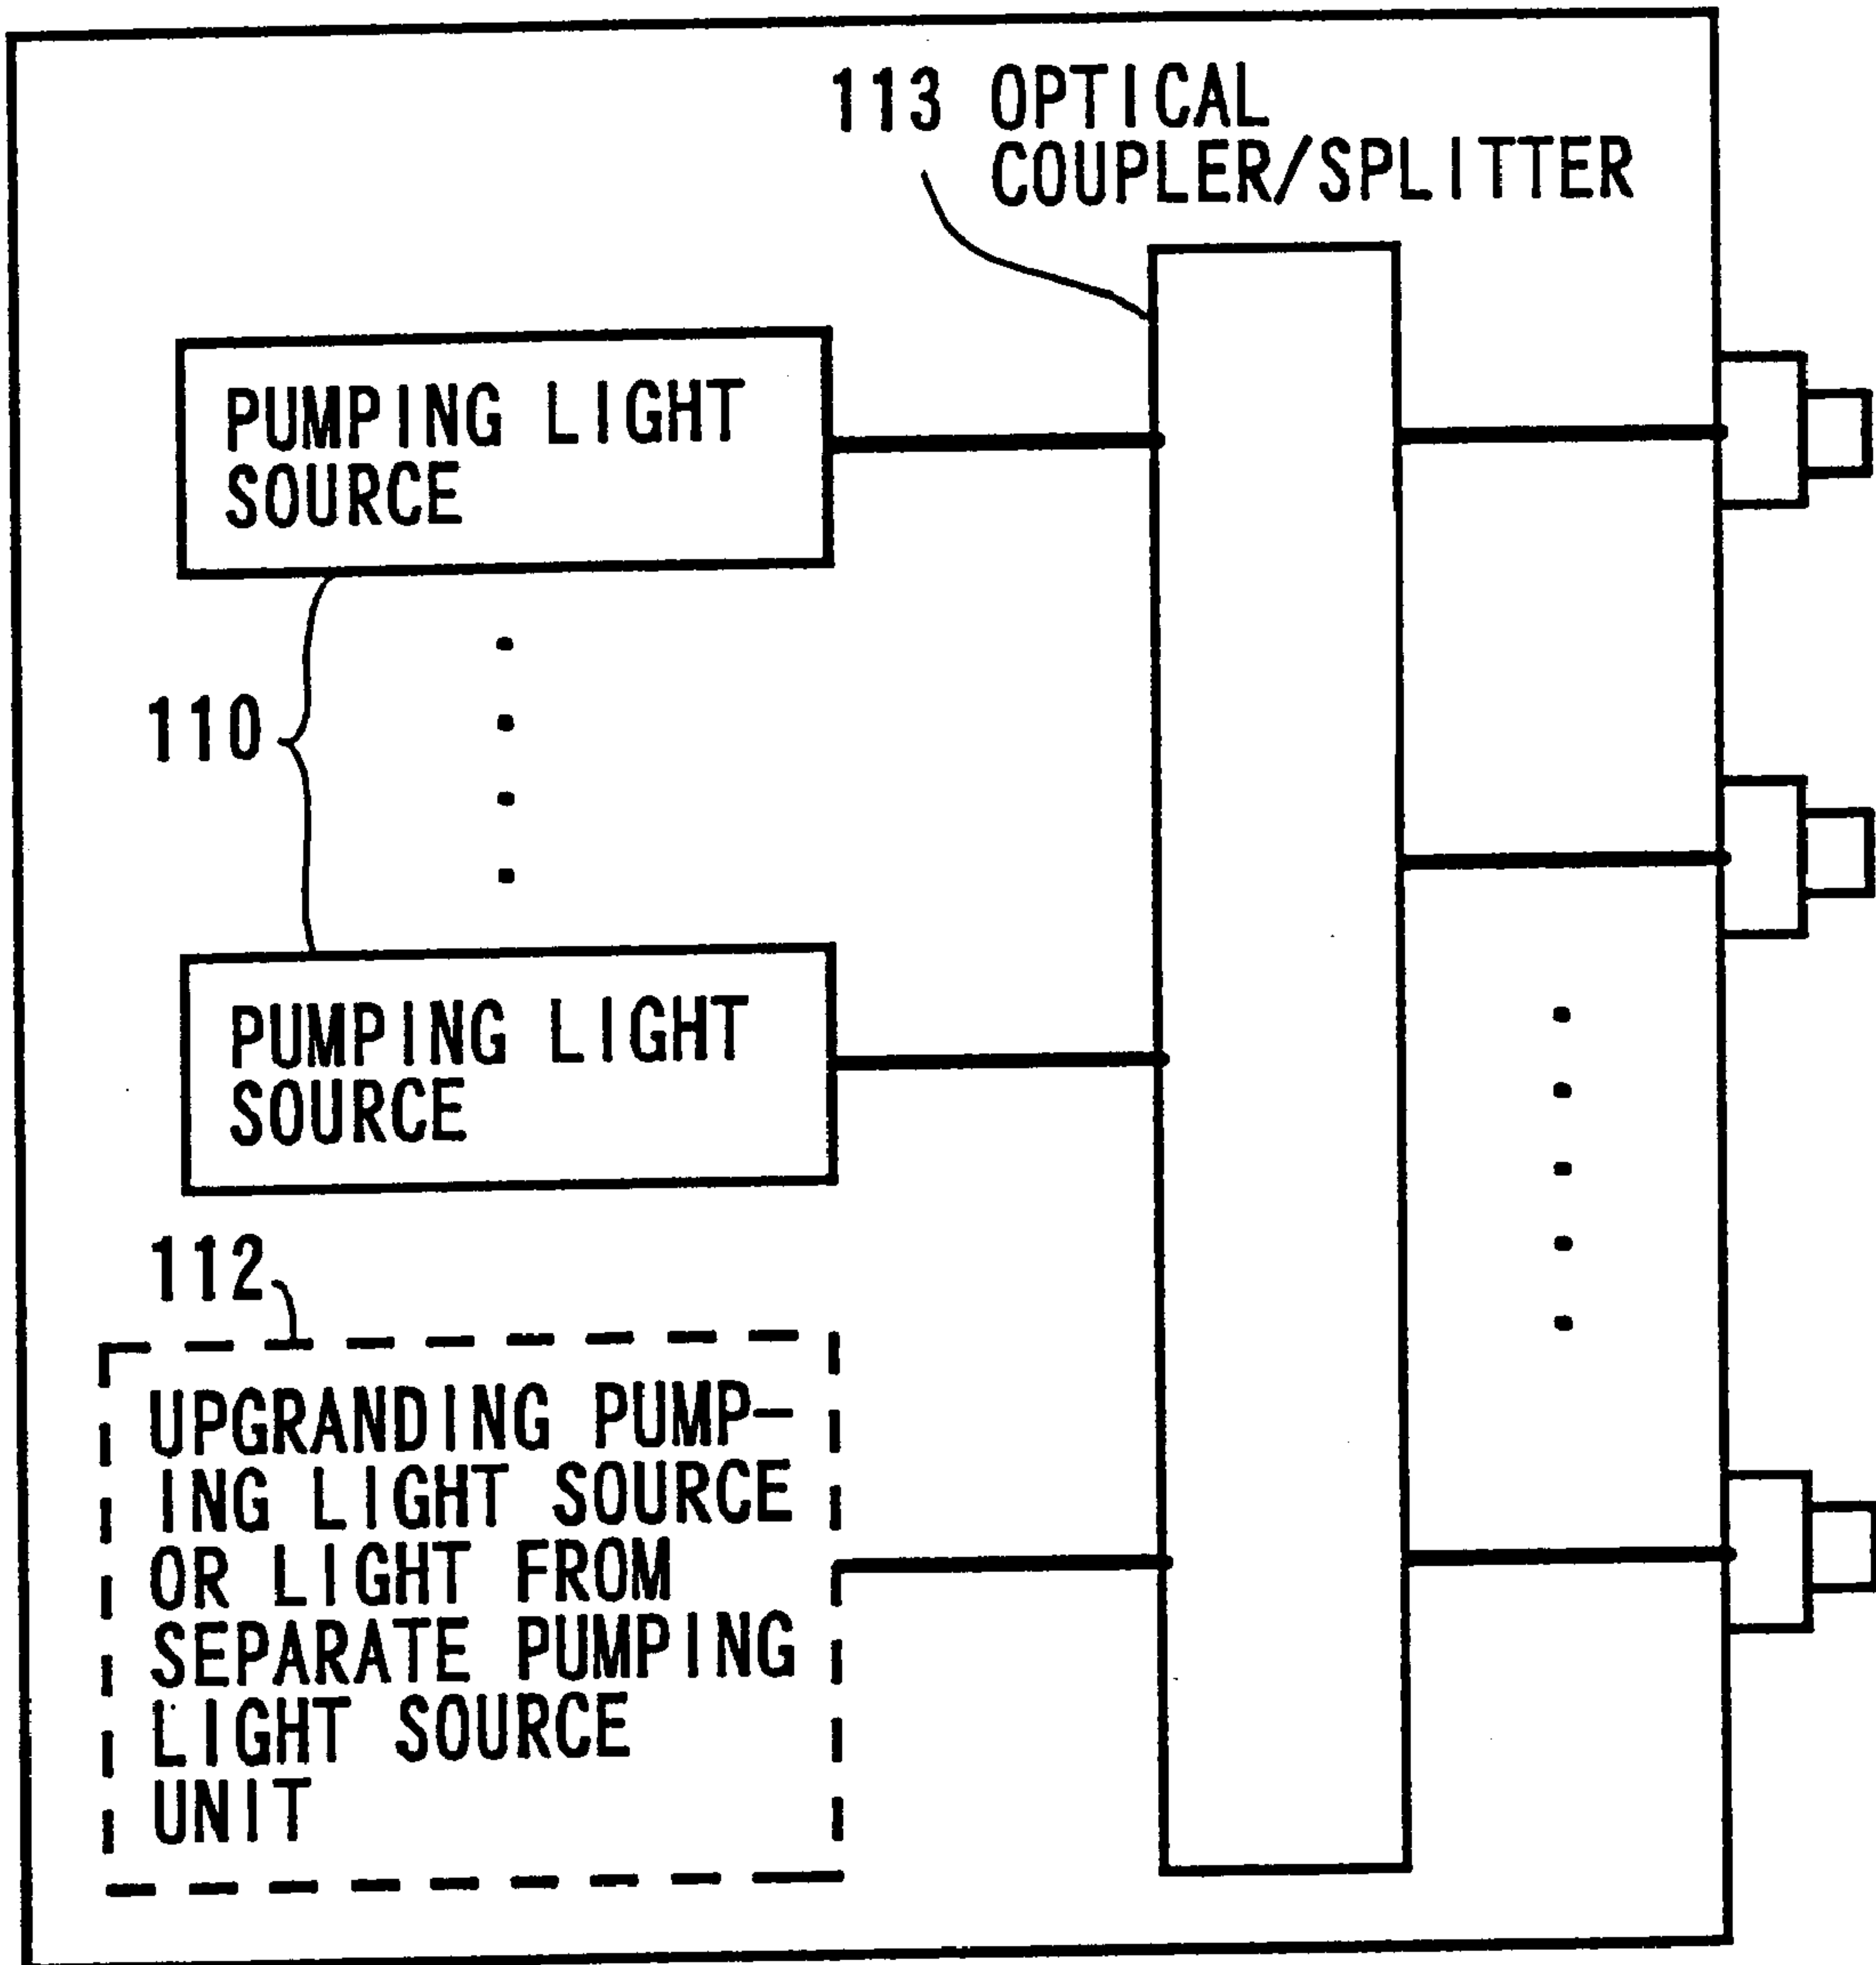 113 OPTICAL
COUPLER/SPLITTER
PUMPING LIGHT
SOURCE
110
PUMPING LIGHT
SOURCE
112
UPGRANDING PUMP-
ING LIGHT SOURCE
OR LIGHT FROM
SEPARATE PUMPING
LIGHT SOURCE
UNIT